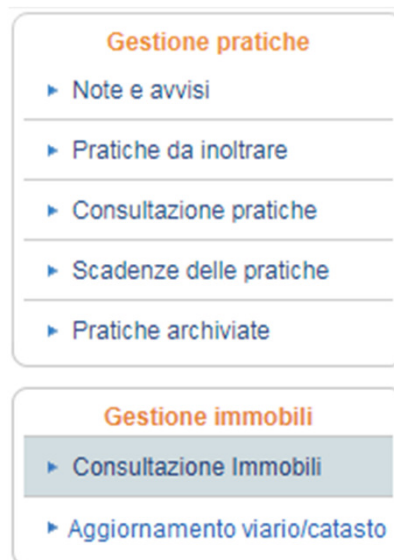 Gestione pratiche
Note e avvisi
Pratiche da inoltrare
Consultazione pratiche
Scadenze delle pratiche
Pratiche archiviate
Gestione immobili
Consultazione Immobili
Aggiornamento viario/catasto